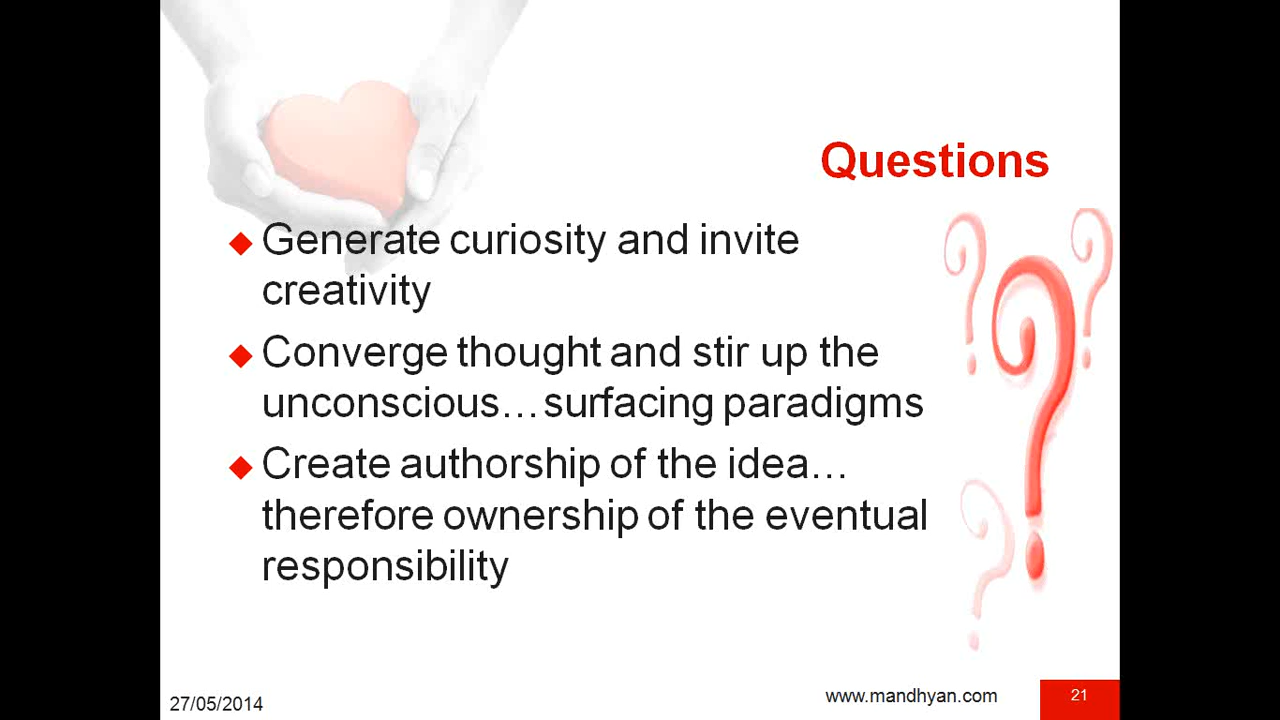 Questions
Generate curiosity and invite
creativity
Converge thought and stir up the
unconscious…surfacing paradigms
Create authorship of the idea…
therefore ownership of the eventual
responsibility
27/05/2014
www.mandhyan.com
21